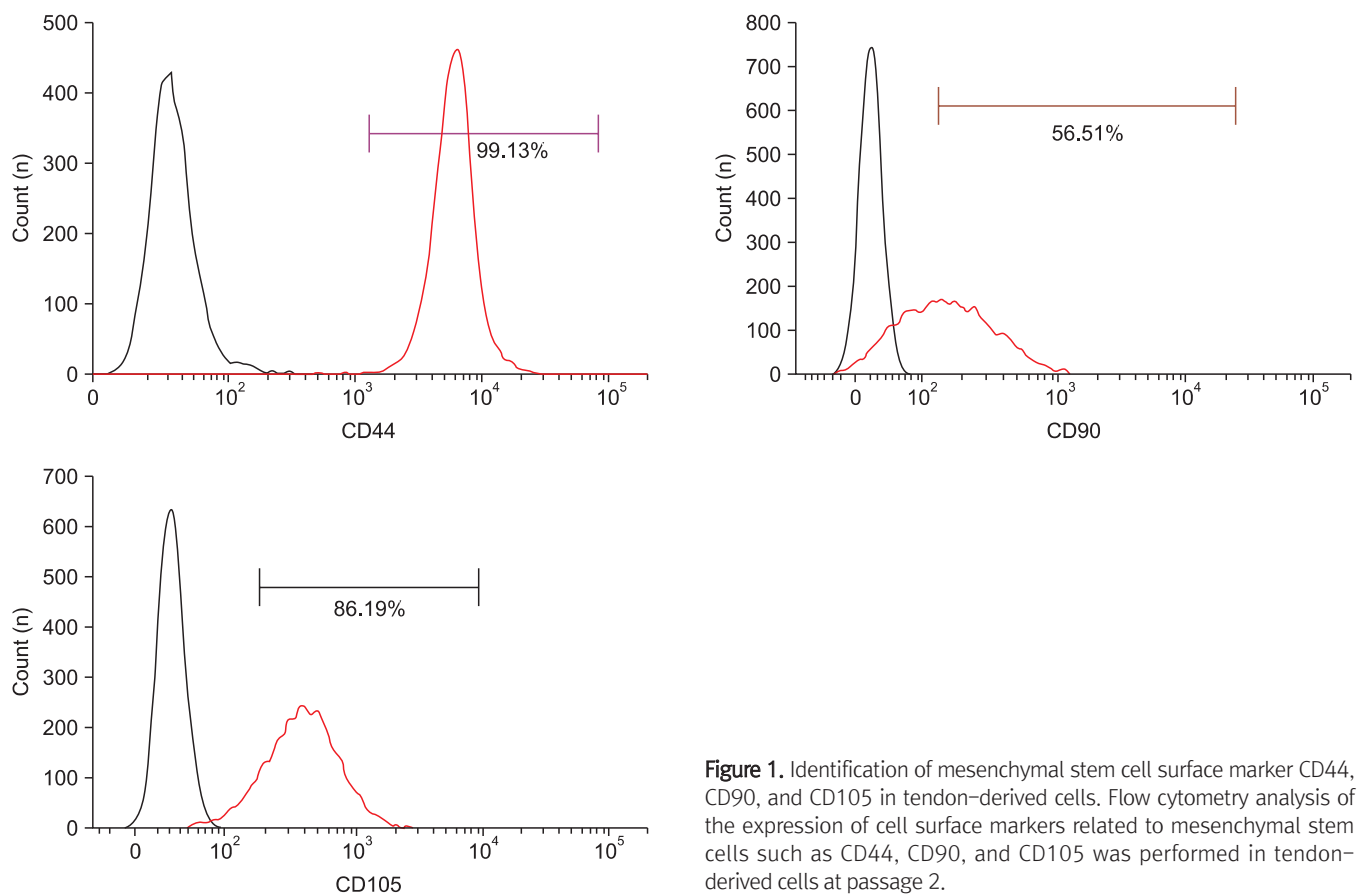 500
400
300
200
100
0
Count (n)
99.13%
0 10² 10³ 10⁴ 10⁵
CD44
800
700
600
500
400
300
200
100
0
Count (n)
56.51%
0 10² 10³ 10⁴ 10⁵
CD90
700
600
500
400
300
200
100
0
Count (n)
86.19%
0 10² 10³ 10⁴ 10⁵
CD105
Figure 1. Identification of mesenchymal stem cell surface marker CD44,
CD90, and CD105 in tendon-derived cells. Flow cytometry analysis of
the expression of cell surface markers related to mesenchymal stem
cells such as CD44, CD90, and CD105 was performed in tendon-
derived cells at passage 2.